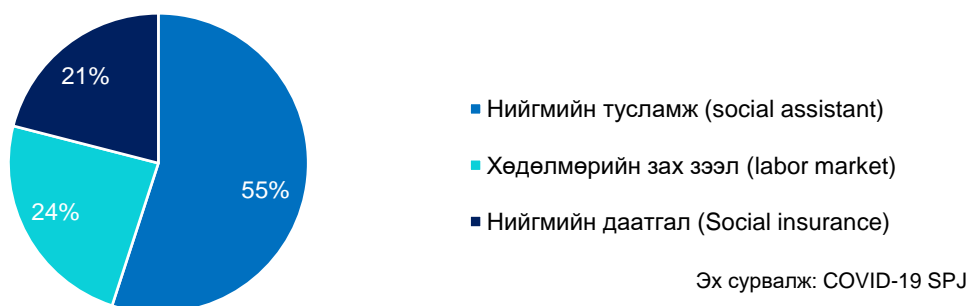 21%
24%
55%
Нийгмийн тусламж (social assistant)
Хөдөлмөрийн зах зээл (labor market)
Нийгмийн даатгал (Social insurance)
Эх сурвалж: COVID-19 SPJ